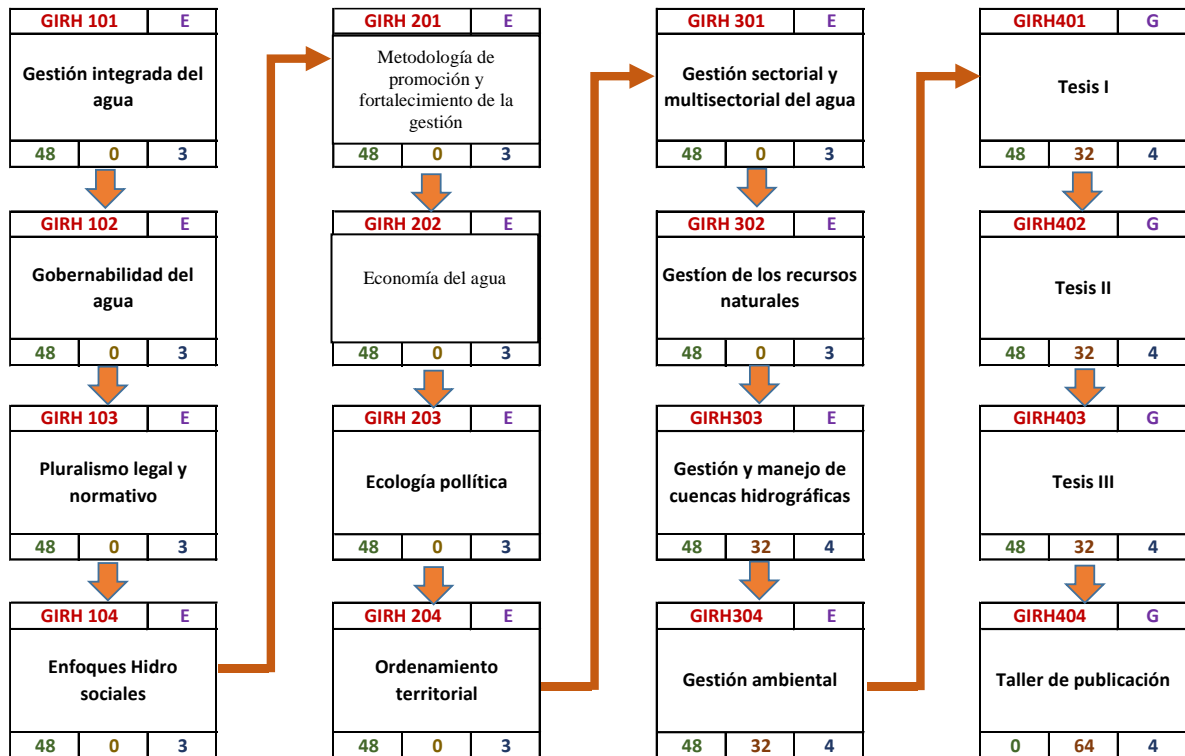 GIRH 101 E
Gestión integrada del
agua
48 0 3
GIRH 102 E
Gobernabilidad del
agua
48 0 3
GIRH 103 E
Pluralismo legal y
normativo
48 0 3
GIRH 104 E
Enfoques Hidro
sociales
48 0 3
GIRH 201 E
Metodología de
promoción y
fortalecimiento de la
gestión
48 0 3
GIRH 202 E
Economía del agua
48 0 3
GIRH 203 E
Ecología pollítica
48 0 3
GIRH 204 E
Ordenamiento
territorial
48 0 3
GIRH 301 E
Gestión sectorial y
multisectorial del agua
48 0 3
GIRH 302 E
Gestíon de los recursos
naturales
48 0 3
GIRH303 E
Gestión y manejo de
cuencas hidrográficas
48 32 4
GIRH304 E
Gestión ambiental
48 32 4
GIRH401 G
Tesis I
48 32 4
GIRH402 G
Tesis II
48 32 4
GIRH403 G
Tesis III
48 32 4
GIRH404 G
Taller de publicación
0 64 4